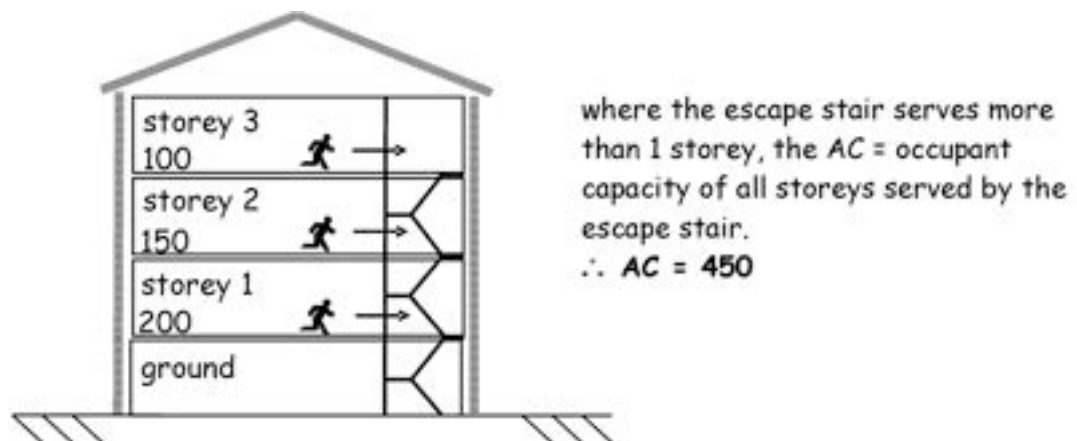 storey 3
100
storey 2
150
storey 1
200
ground
where the escape stair serves more
than 1 storey, the AC = occupant
capacity of all storeys served by the
escape stair.
∴ AC = 450